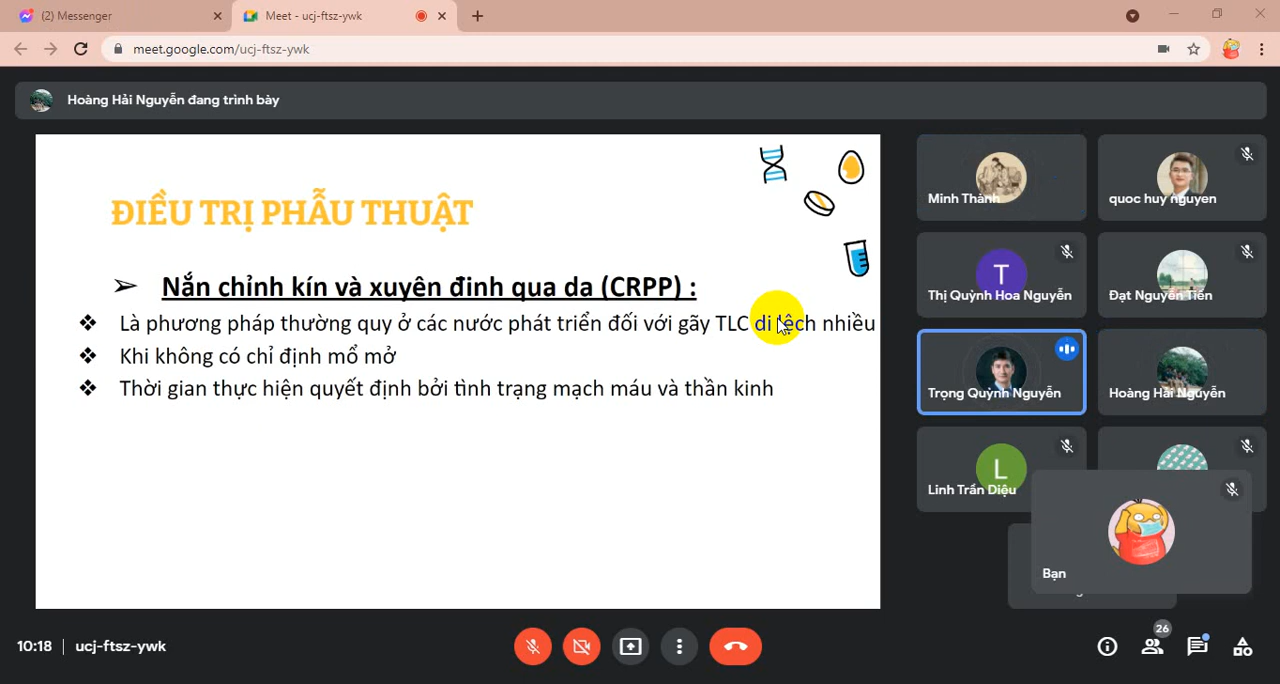 (2) Messenger
Meet - ucj-ftsz-ywk
meet.google.com/ucj-ftsz-ywk
Hoàng Hải Nguyễn đang trình bày
ĐIỀU TRỊ PHẪU THUẬT
➢ Nắn chỉnh kín và xuyên đinh qua da (CRPP) :
❖ Là phương pháp thường quy ở các nước phát triển đối với gãy TLC di lệch nhiều
❖ Khi không có chỉ định mổ mở
❖ Thời gian thực hiện quyết định bởi tình trạng mạch máu và thần kinh
Minh Thành
quoc huy nguyen
T
Thị Quỳnh Hoa Nguyễn
Đạt Nguyễn Tiến
Trọng Quỳnh Nguyễn
Hoàng Hải Nguyễn
L
Linh Trần Diệu
Bạn
10:18
ucj-ftsz-ywk
26